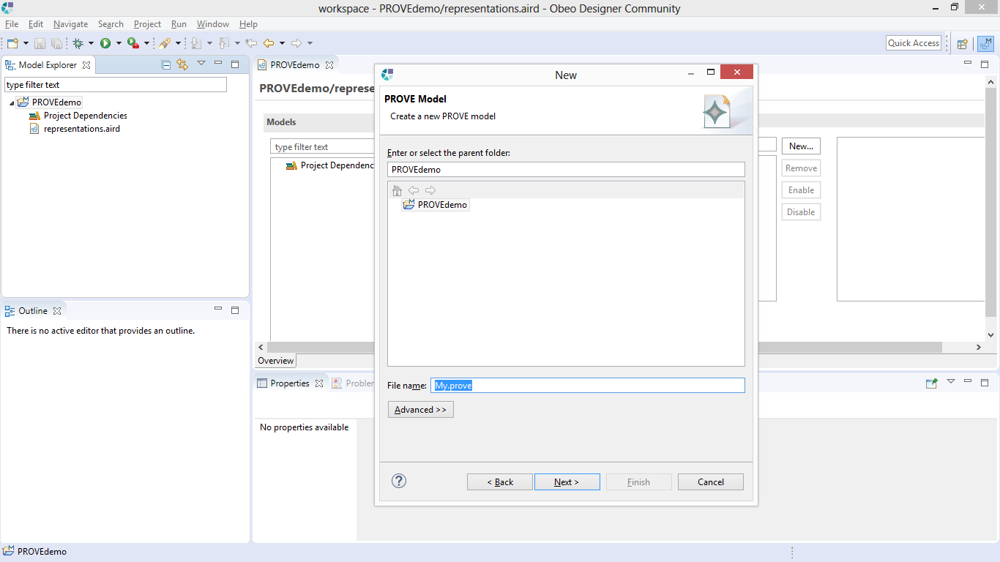 workspace - PROVEdemo/representations.aird - Obeo Designer Community
File Edit Navigate Search Project Run Window Help
Quick Access
Model Explorer
type filter text
PROVEdemo
Project Dependencies
representations.aird
Outline
There is no active editor that provides an outline.
PROVEdemo
PROVEdemo/represe
Models
type filter text
Project Dependenc
New...
Remove
Enable
Disable
Overview
Properties
Probler
No properties available
New
PROVE Model
Create a new PROVE model
Enter or select the parent folder:
PROVEdemo
PROVEdemo
File name: My.prove
Advanced >>
< Back Next > Finish Cancel
PROVEdemo